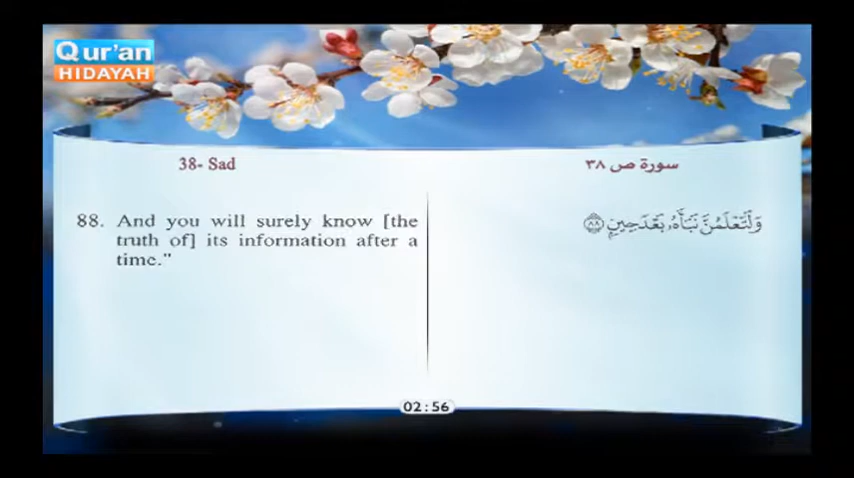 Qur'an
HIDAYAH
38- Sad
سورة ص ٣٨
88. And you will surely know [the
truth of] its information after a
time."
وَلَتَعْلَمُنَّ نَبَأَهُۥ بَعْدَ حِينٍۭ ﴿٨٨﴾
02:56